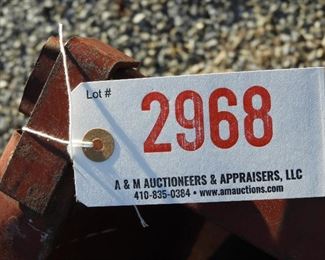 Lot #
2968
A & M AUCTIONEERS & APPRAISERS, LLC
410-835-0384 • www.amauctions.com